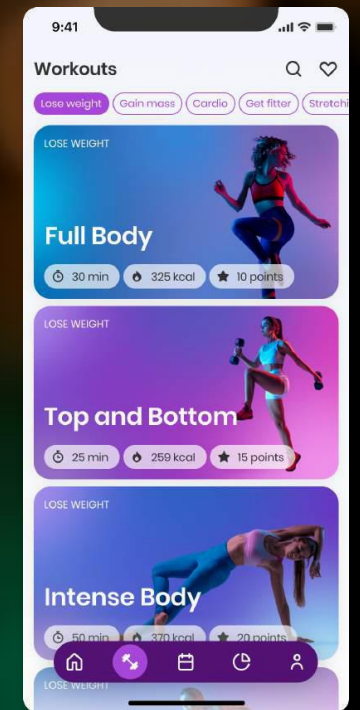 9:41
Workouts
Lose weight Gain mass Cardio Get fitter Stretchi
LOSE WEIGHT
Full Body
30 min 325 kcal 10 points
LOSE WEIGHT
Top and Bottom
25 min 259 kcal 15 points
LOSE WEIGHT
Intense Body
50 min 370 kcal 20 points
LOSE WEIGHT